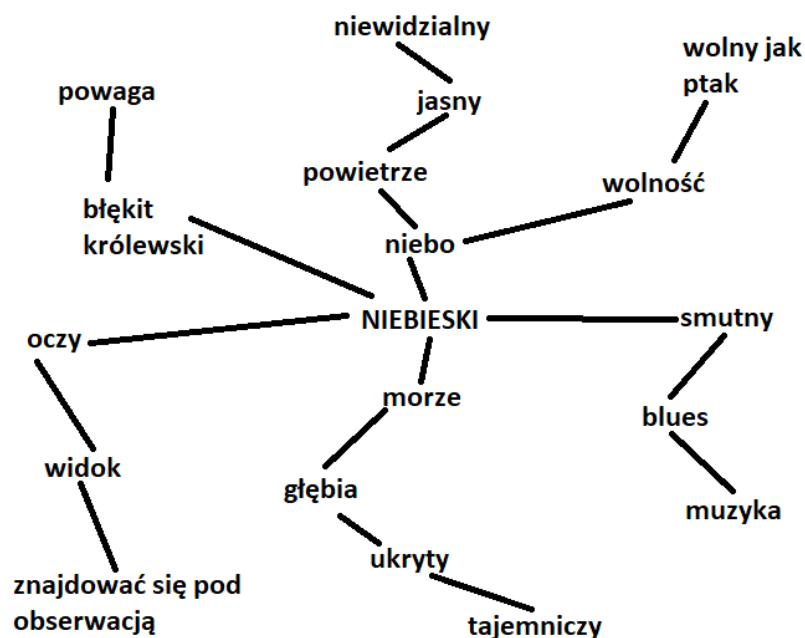 niewidzialny
wolny jak
ptak
powaga
jasny
powietrze
wolność
błękit
królewski
niebo
NIEBIESKI
smutny
oczy
morze
blues
widok
głębia
muzyka
ukryty
znajdować się pod
obserwacją
tajemniczy